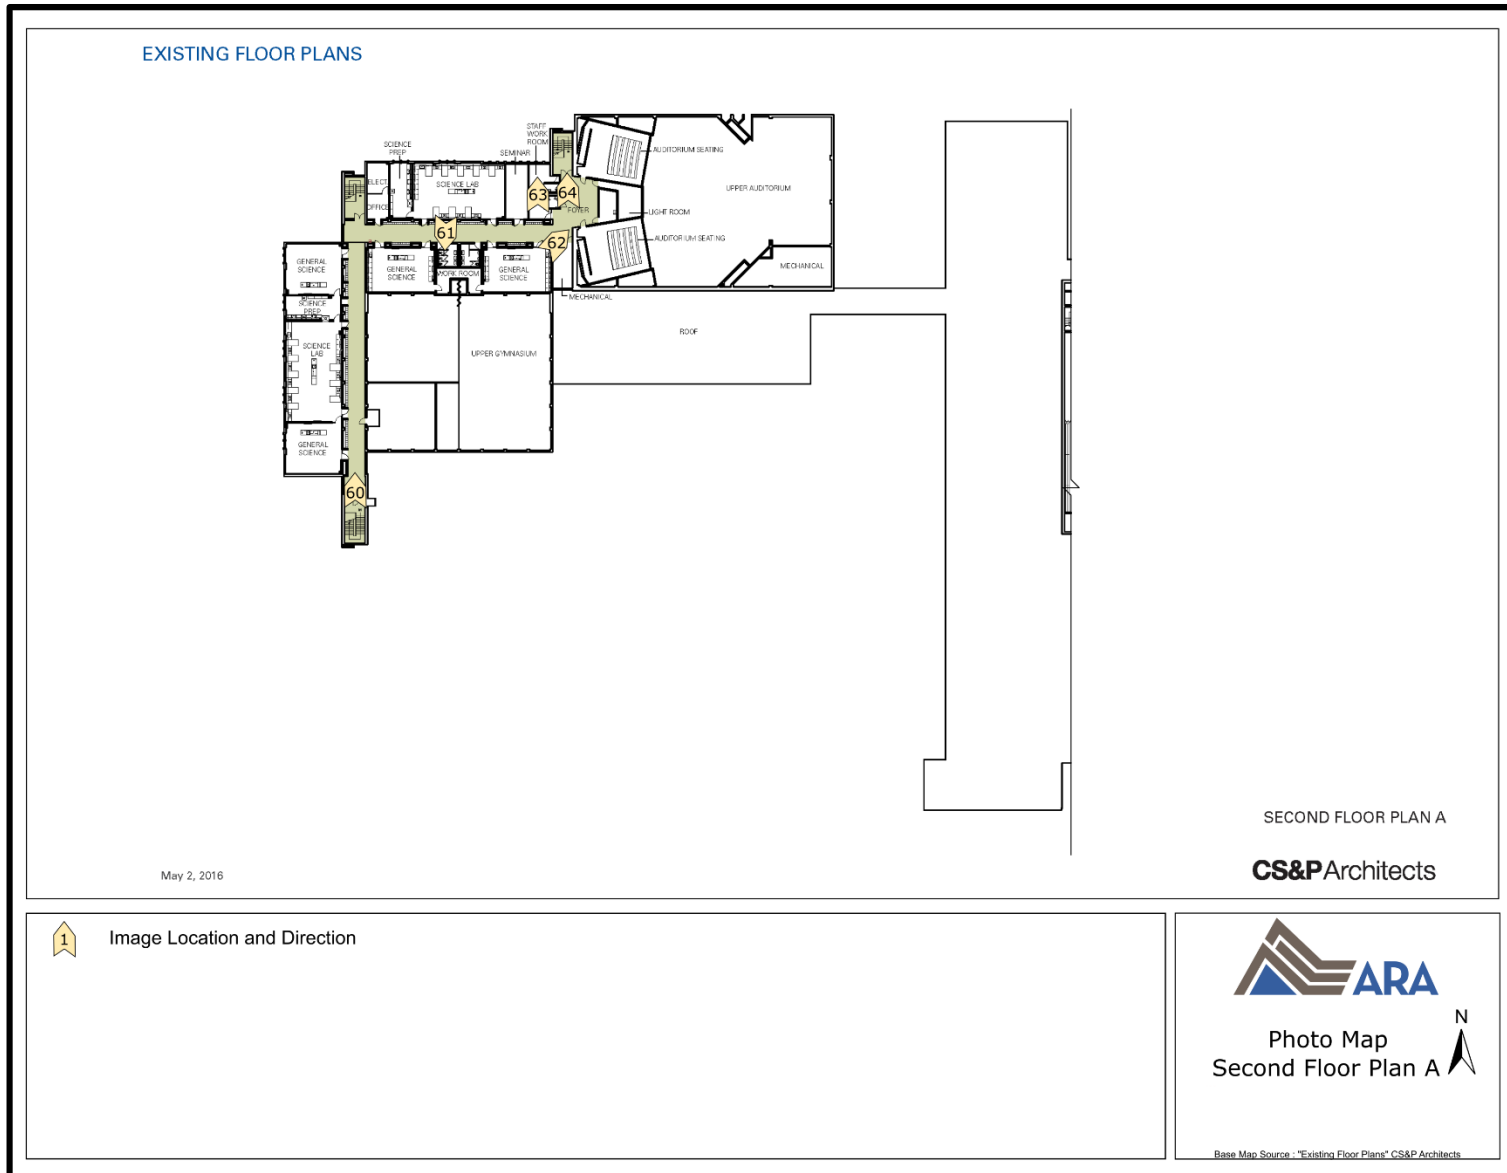 EXISTING FLOOR PLANS
STAFF
WORK
ROOM
SCIENCE
PREP
SEMINAR
AUDITORIUM SEATING
ELECT
SCIENCE LAB
UPPER AUDITORIUM
63
64
OFFICE
FOYER
LIGHT ROOM
61
62
AUDITORIUM SEATING
GENERAL
SCIENCE
GENERAL
SCIENCE
WORK ROOM
GENERAL
SCIENCE
MECHANICAL
MECHANICAL
SCIENCE
PREP
ROOF
SCIENCE
LAB
UPPER GYMNASIUM
GENERAL
SCIENCE
60
SECOND FLOOR PLAN A
May 2, 2016
CS&PArchitects
1
Image Location and Direction
ARA
N
Photo Map
Second Floor Plan A
Base Map Source : "Existing Floor Plans" CS&P Architects